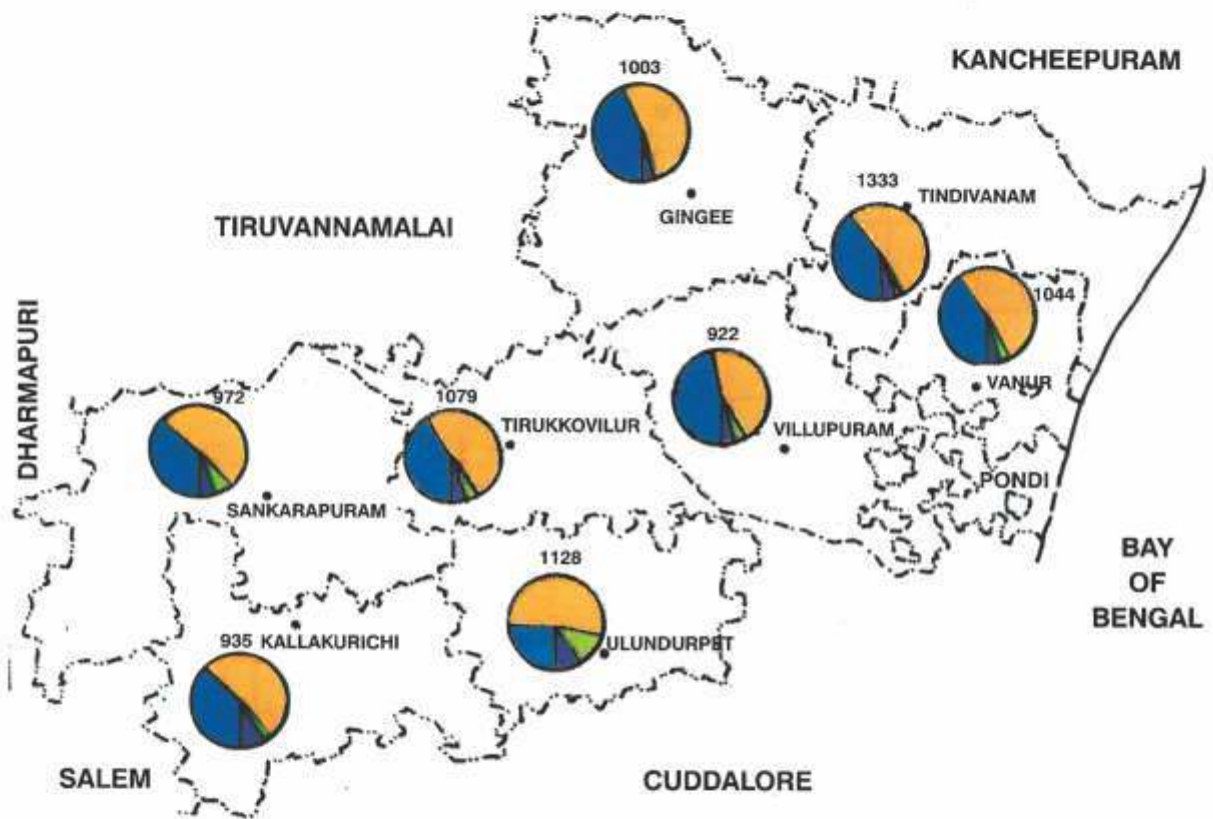 KANCHEEPURAM
1003
1333
TINDIVANAM
GINGEE
TIRUVANNAMALAI
1044
DHARMAPURI
922
VANUR
972
1079
TIRUKKOVILUR
VILLUPURAM
PONDI
SANKARAPURAM
1128
BAY
OF
BENGAL
935 KALLAKURICHI
ULUNDURPET
SALEM
CUDDALORE